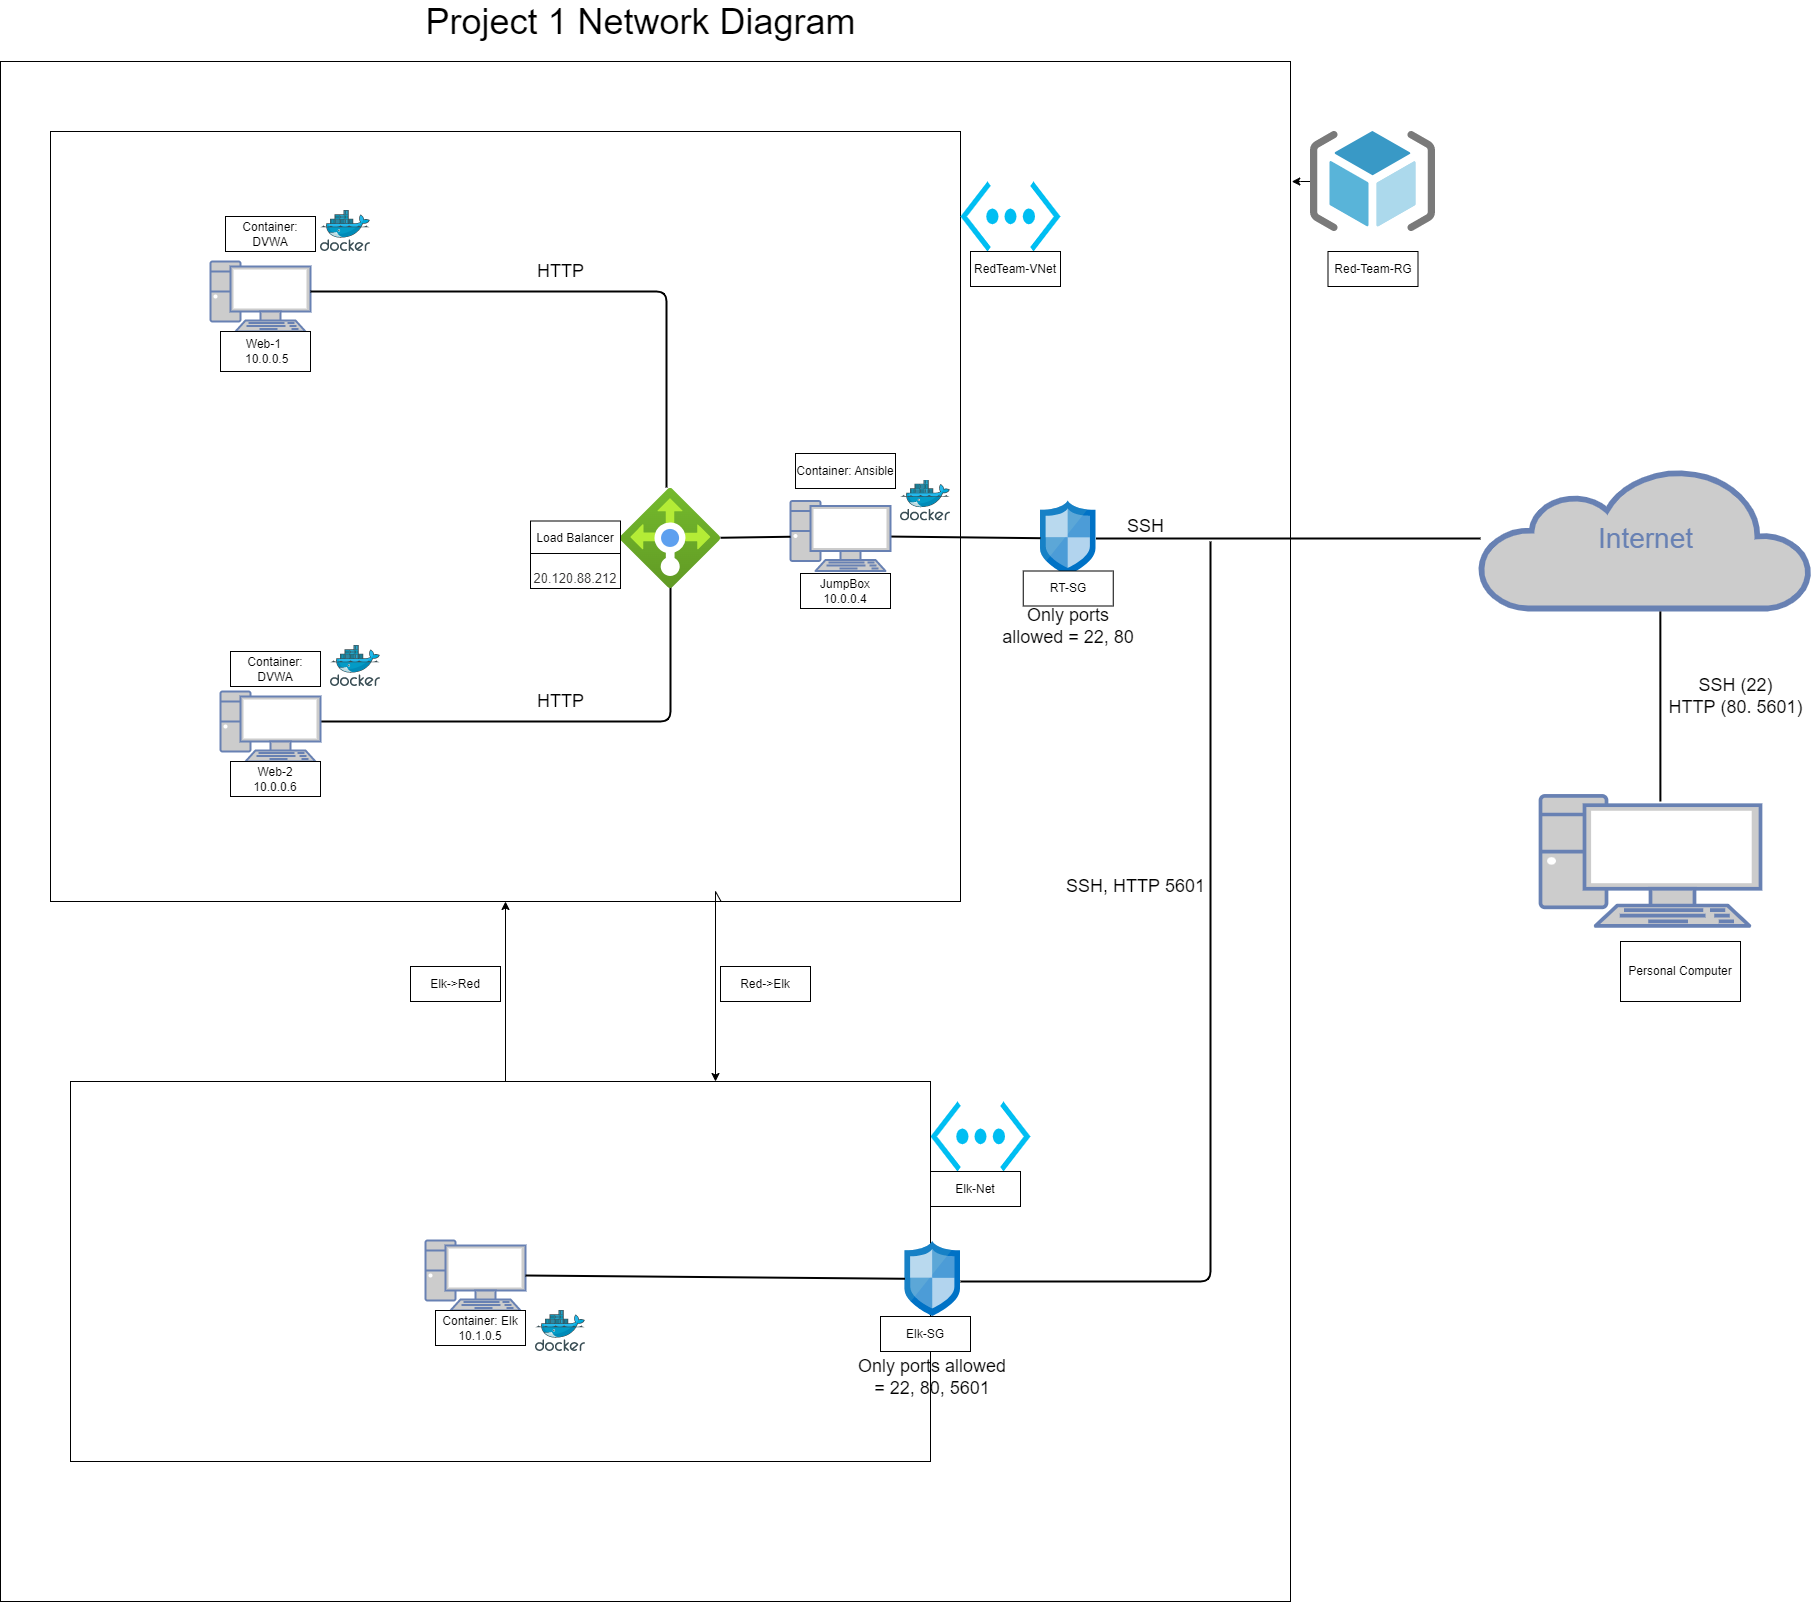 Project 1 Network Diagram
Container:
DVWA
docker
HTTP
Web-1
10.0.0.5
RedTeam-VNet
Red-Team-RG
Container: Ansible
docker
Load Balancer
20.120.88.212
JumpBox
10.0.0.4
SSH
RT-SG
Only ports
allowed = 22, 80
Internet
Container:
DVWA
docker
HTTP
Web-2
10.0.0.6
SSH (22)
HTTP (80. 5601)
SSH, HTTP 5601
Personal Computer
Elk->Red
Red->Elk
Elk-Net
Container: Elk
10.1.0.5
docker
Elk-SG
Only ports allowed
= 22, 80, 5601